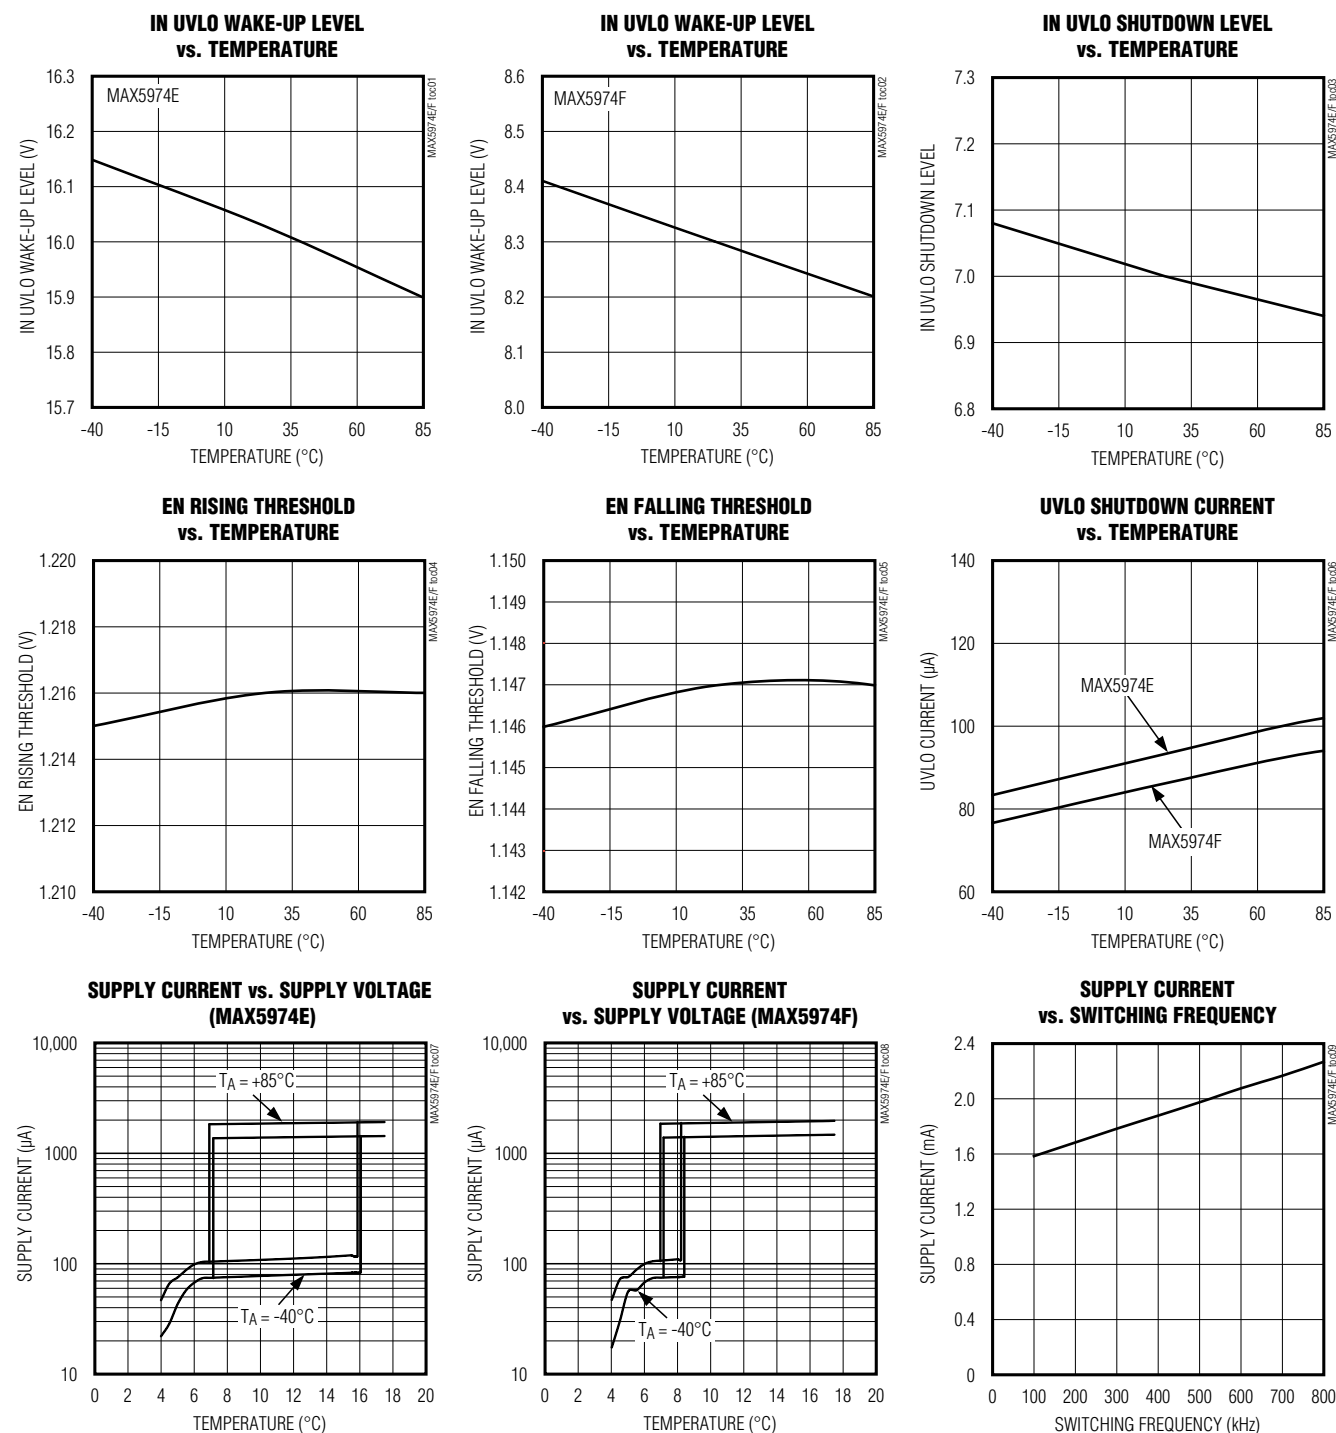 IN UVLO WAKE-UP LEVEL
vs. TEMPERATURE
MAX5974E/F toc01
MAX5974E
IN UVLO WAKE-UP LEVEL (V)
16.3
16.2
16.1
16.0
15.9
15.8
15.7
-40 -15 10 35 60 85
TEMPERATURE (°C)
IN UVLO WAKE-UP LEVEL
vs. TEMPERATURE
MAX5974E/F toc02
MAX5974F
IN UVLO WAKE-UP LEVEL (V)
8.6
8.5
8.4
8.3
8.2
8.1
8.0
-40 -15 10 35 60 85
TEMPERATURE (°C)
IN UVLO SHUTDOWN LEVEL
vs. TEMPERATURE
MAX5974E/F toc03
IN UVLO SHUTDOWN LEVEL
7.3
7.2
7.1
7.0
6.9
6.8
-40 -15 10 35 60 85
TEMPERATURE (°C)
EN RISING THRESHOLD
vs. TEMPERATURE
MAX5974E/F toc04
EN RISING THRESHOLD (V)
1.220
1.218
1.216
1.214
1.212
1.210
-40 -15 10 35 60 85
TEMPERATURE (°C)
EN FALLING THRESHOLD
vs. TEMEPRATURE
MAX5974E/F toc05
EN FALLING THRESHOLD (V)
1.150
1.149
1.148
1.147
1.146
1.145
1.144
1.143
1.142
-40 -15 10 35 60 85
TEMPERATURE (°C)
UVLO SHUTDOWN CURRENT
vs. TEMPERATURE
MAX5974E/F toc06
UVLO CURRENT (µA)
140
120
100
80
60
MAX5974E
MAX5974F
-40 -15 10 35 60 85
TEMPERATURE (°C)
SUPPLY CURRENT vs. SUPPLY VOLTAGE
(MAX5974E)
MAX5974E/F toc07
SUPPLY CURRENT (µA)
10,000
1000
100
10
TA = +85°C
TA = -40°C
0 2 4 6 8 10 12 14 16 18 20
TEMPERATURE (°C)
SUPPLY CURRENT
vs. SUPPLY VOLTAGE (MAX5974F)
MAX5974E/F toc08
SUPPLY CURRENT (µA)
10,000
1000
100
10
TA = +85°C
TA = -40°C
0 2 4 6 8 10 12 14 16 18 20
TEMPERATURE (°C)
SUPPLY CURRENT
vs. SWITCHING FREQUENCY
MAX5974E/F toc09
SUPPLY CURRENT (mA)
2.4
2.0
1.6
1.2
0.8
0.4
0
0 100 200 300 400 500 600 700 800
SWITCHING FREQUENCY (kHz)